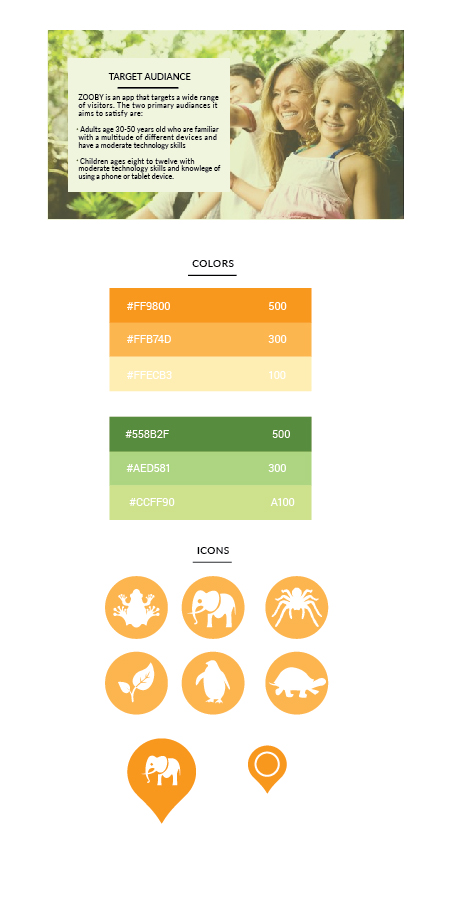 TARGET AUDIANCE
ZOOBY is an app that targets a wide range
of visitors. The two primary audiences it
aims to satisfy are:
· Adults age 30-50 years old who are familiar
with a multitude of different devices and
have a moderate technology skills
· Children ages eight to twelve with
moderate technology skills and knowlege of
using a phone or tablet device.
COLORS
#FF9800 500
#FFB74D 300
#FFECB3 100
#558B2F 500
#AED581 300
#CCFF90 A100
ICONS